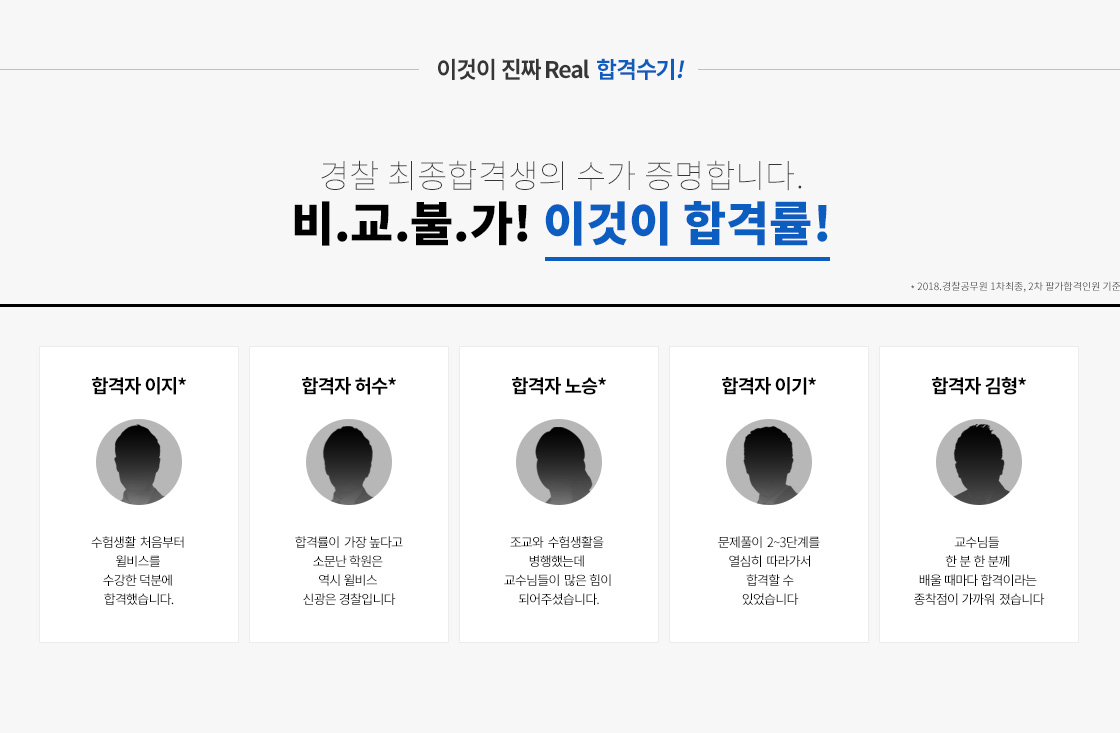 이것이 진짜 Real 합격수기!
경찰 최종합격생의 수가 증명합니다.
비.교.불.가! 이것이 합격률!
* 2018.경찰공무원 1차최종, 2차 필기합격인원 기준
합격자 이지*
수험생활 처음부터
윌비스를
수강한 덕분에
합격했습니다.
합격자 허수*
합격률이 가장 높다고
소문난 학원은
역시 윌비스
신광은 경찰입니다
합격자 노승*
조교와 수험생활을
병행했는데
교수님들이 많은 힘이
되어주셨습니다.
합격자 이기*
문제풀이 2~3단계를
열심히 따라가서
합격할 수
있었습니다
합격자 김형*
교수님들
한 분 한 분께
배울 때마다 합격이라는
종착점이 가까워 졌습니다